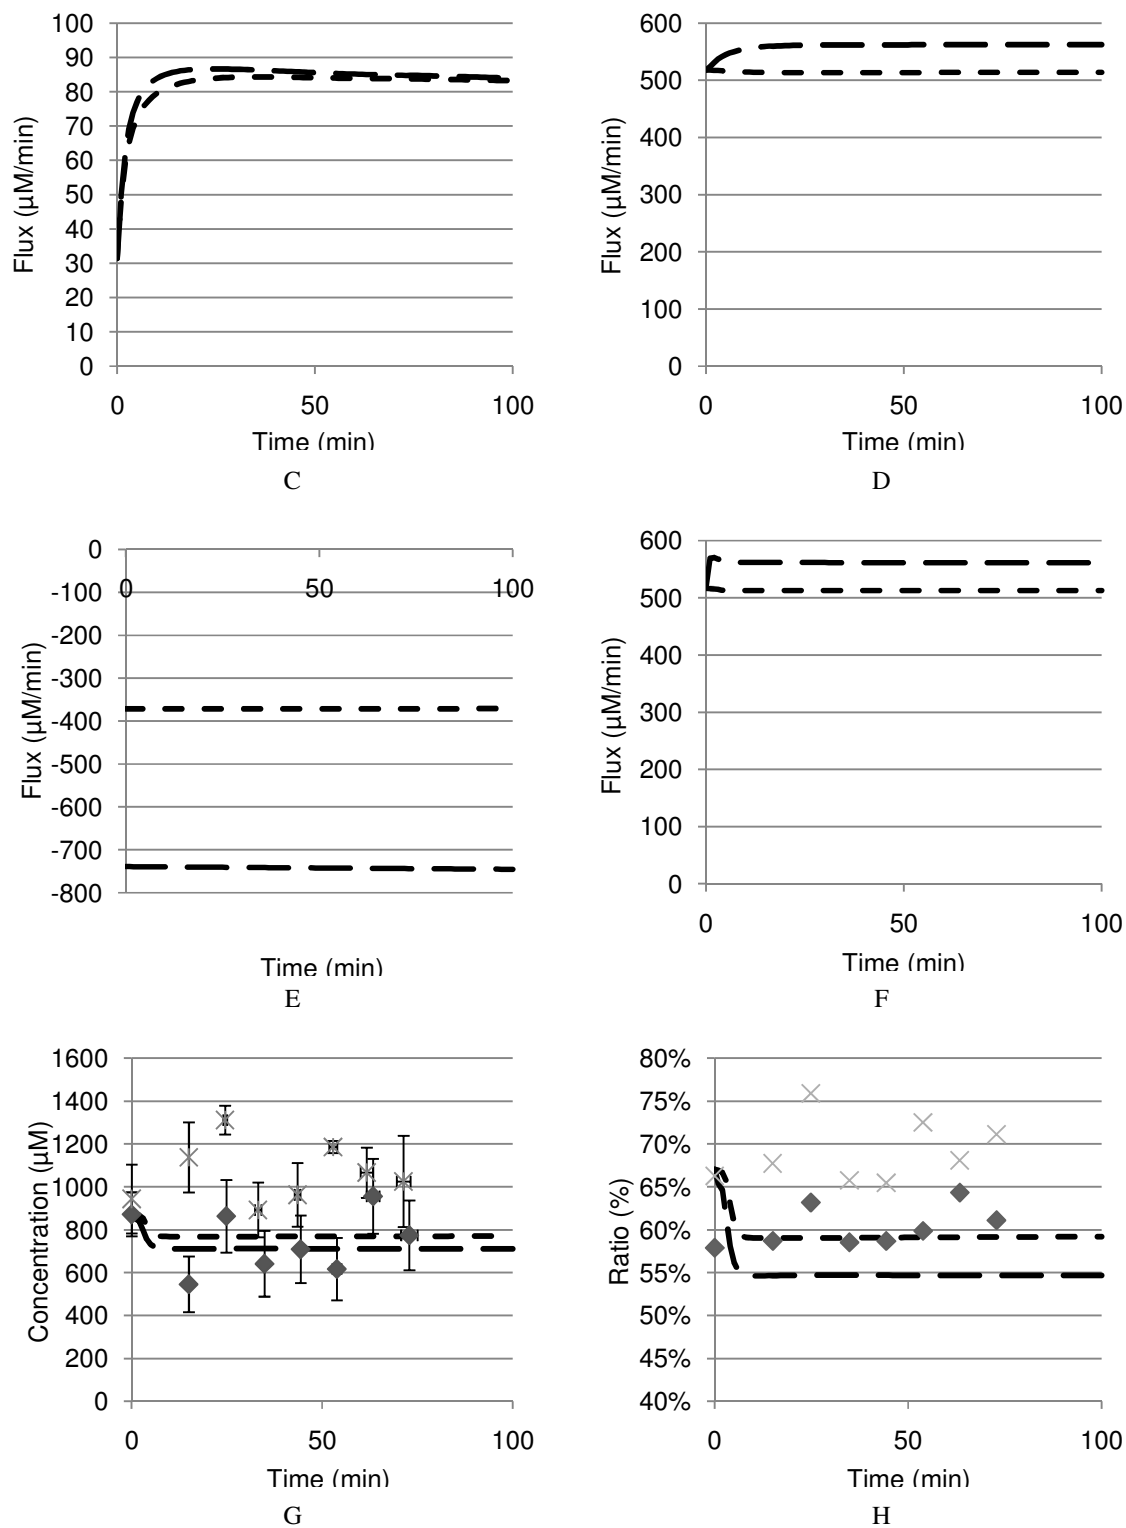 100
90
80
70
60
50
40
30
20
10
0
Flux (µM/min)
0 50 100
Time (min)
C
600
500
400
300
200
100
0
Flux (µM/min)
0 50 100
Time (min)
D
0
-100
-200
-300
-400
-500
-600
-700
-800
Flux (µM/min)
0 50 100
Time (min)
E
600
500
400
300
200
100
0
Flux (µM/min)
0 50 100
Time (min)
F
1600
1400
1200
1000
800
600
400
200
0
Concentration (µM)
0 50 100
Time (min)
G
80%
75%
70%
65%
60%
55%
50%
45%
40%
Ratio (%)
0 50 100
Time (min)
H